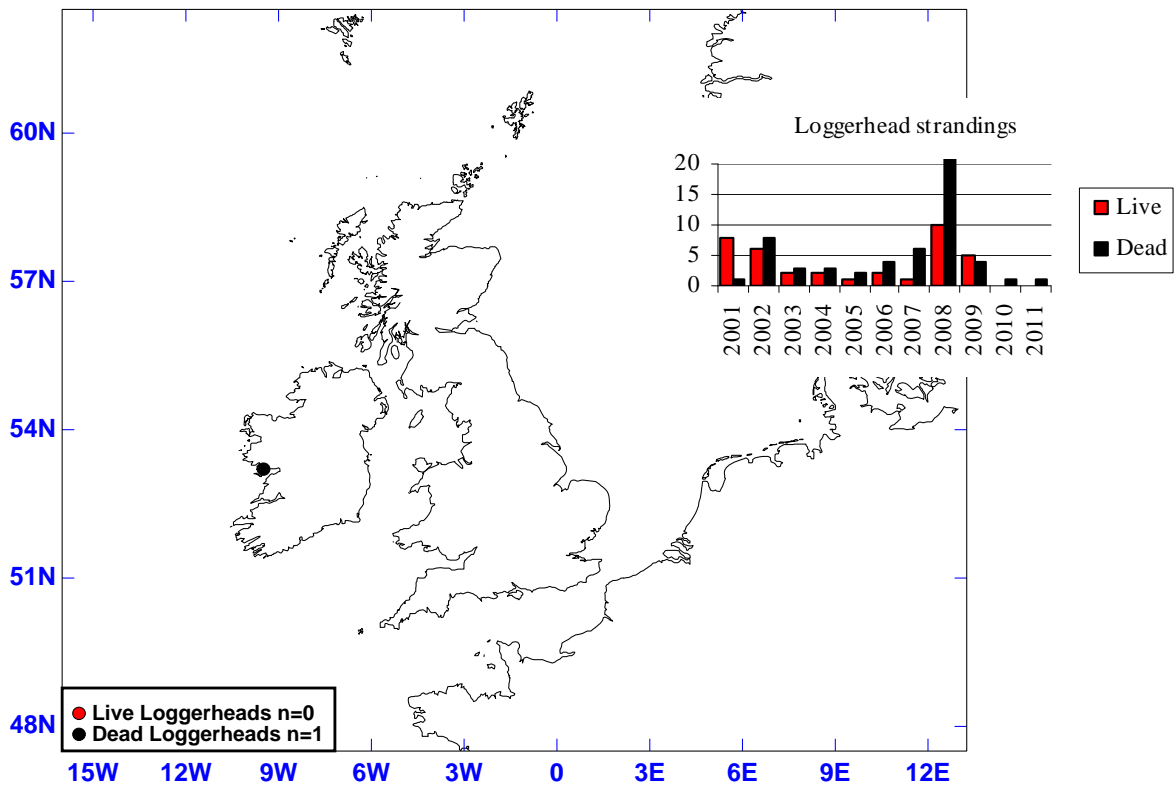 60N
57N
54N
51N
48N
Loggerhead strandings
20
15
10
5
0
2001 2002 2003 2004 2005 2006 2007 2008 2009 2010 2011
Live
Dead
Live Loggerheads n=0
Dead Loggerheads n=1
15W 12W 9W 6W 3W 0 3E 6E 9E 12E